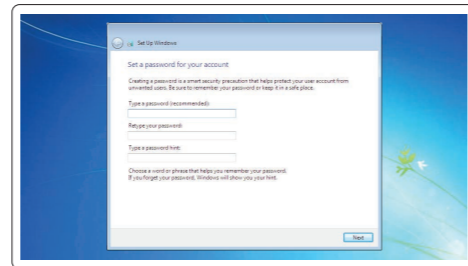 Set Up Windows
Set a password for your account
Creating a password is a smart security precaution that helps protect your user account from
unwanted users. Be sure to remember your password or keep it in a safe place.
Type a password (recommended):
Retype your password:
Type a password hint:
Choose a word or phrase that helps you remember your password.
If you forget your password, Windows will show you your hint.
Next